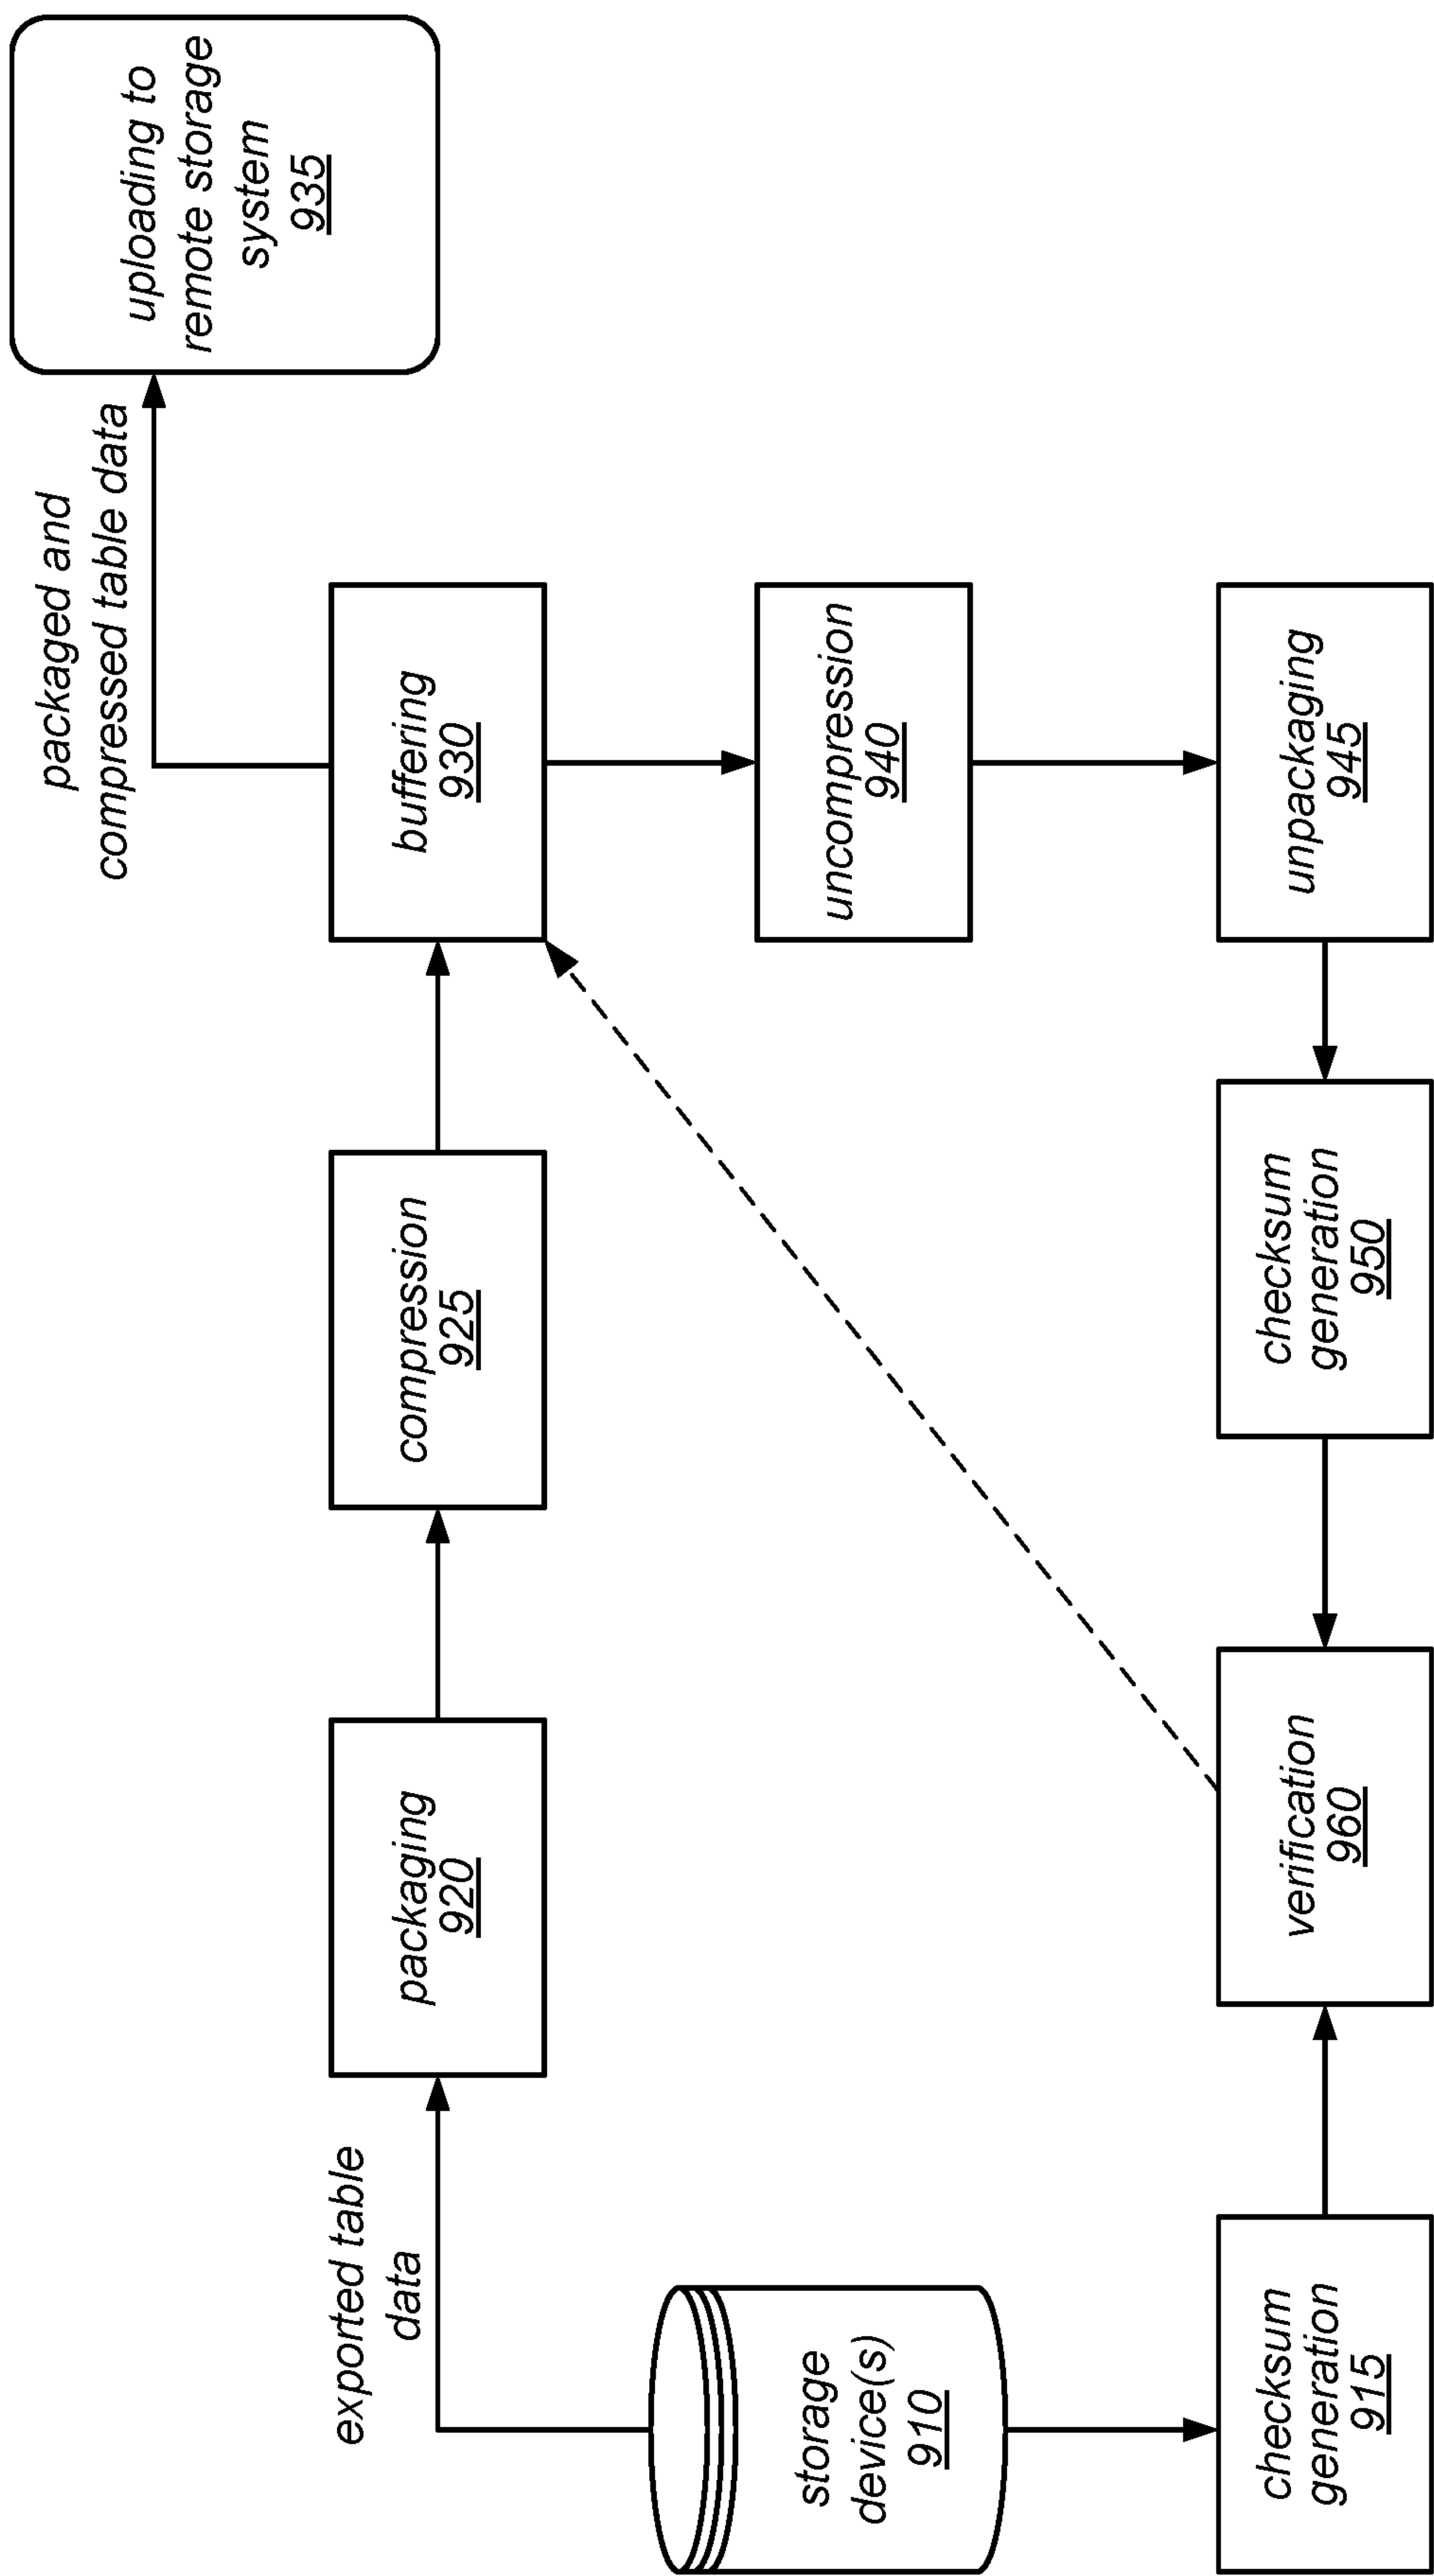 exported table
data
storage
device(s)
910
packaging
920
compression
925
buffering
930
packaged and
compressed table data
uploading to
remote storage
system
935
uncompression
940
unpackaging
945
checksum
generation
950
verification
960
checksum
generation
915